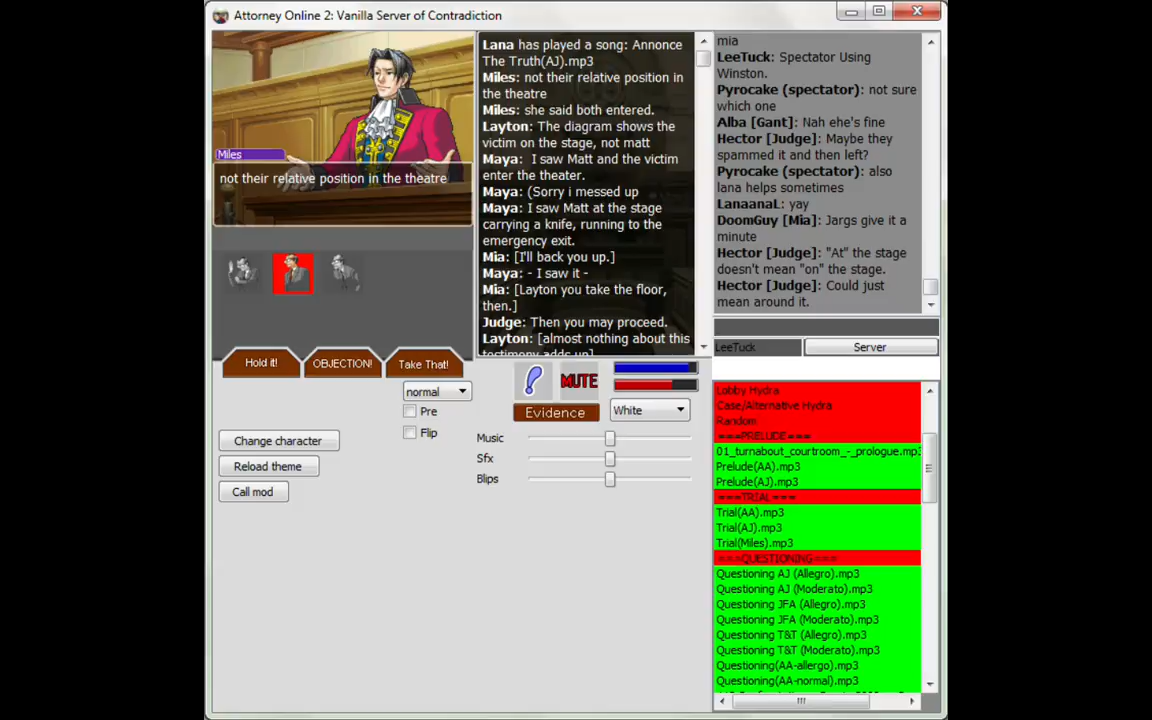 Attorney Online 2: Vanilla Server of Contradiction
Miles
not their relative position in the theatre
Hold it!
OBJECTION!
Take That!
normal
Pre
Flip
Change character
Reload theme
Call mod
Lana has played a song: Annonce
The Truth(AJ).mp3
Miles: not their relative position in
the theatre
Miles: she said both entered.
Layton: The diagram shows the
victim on the stage, not matt
Maya:  I saw Matt and the victim
enter the theater.
Maya: (Sorry i messed up
Maya: I saw Matt at the stage
carrying a knife, running to the
emergency exit.
Mia: [I'll back you up.]
Maya: - I saw it -
Mia: [Layton you take the floor,
then.]
Judge: Then you may proceed.
Layton: [almost nothing about this
testimony adds up]
MUTE
Evidence
White
Music
Sfx
Blips
mia
LeeTuck: Spectator Using
Winston.
Pyrocake (spectator): not sure
which one
Alba [Gant]: Nah ehe's fine
Hector [Judge]: Maybe they
spammed it and then left?
Pyrocake (spectator): also
lana helps sometimes
LanaanaL: yay
DoomGuy [Mia]: Jargs give it a
minute
Hector [Judge]: "At" the stage
doesn't mean "on" the stage.
Hector [Judge]: Could just
mean around it.
LeeTuck
Server
Lobby Hydra
Case/Alternative Hydra
Random
===PRELUDE===
01_turnabout_courtroom_-_prologue.mp3
Prelude(AA).mp3
Prelude(AJ).mp3
===TRIAL===
Trial(AA).mp3
Trial(AJ).mp3
Trial(Miles).mp3
===QUESTIONING===
Questioning AJ (Allegro).mp3
Questioning AJ (Moderato).mp3
Questioning JFA (Allegro).mp3
Questioning JFA (Moderato).mp3
Questioning T&T (Allegro).mp3
Questioning T&T (Moderato).mp3
Questioning(AA-allergo).mp3
Questioning(AA-normal).mp3